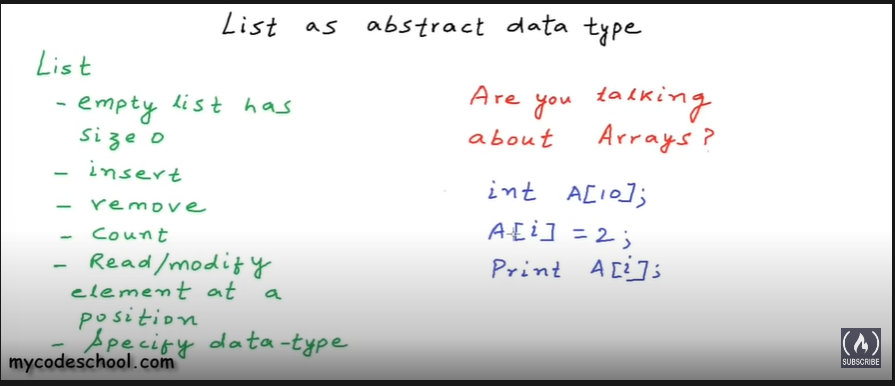 List as abstract data type
List
- empty list has
size 0
- insert
- remove
- Count
- Read/modify
element at a
position
- Specify data-type
Are you talking
about Arrays?
int A[10];
A[i] = 2;
Print A[i];
mycodeschool.com
SUBSCRIBE